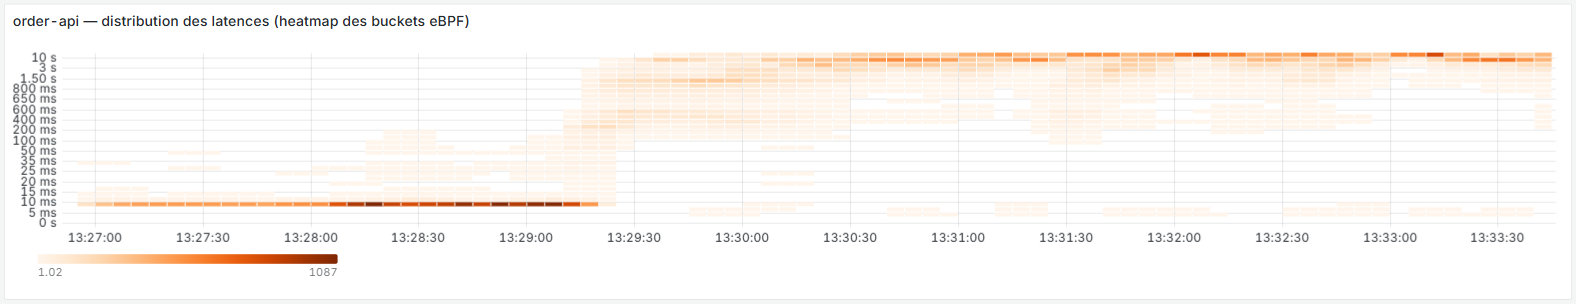 order-api — distribution des latences (heatmap des buckets eBPF)
10 s
3 s
1.50 s
800 ms
650 ms
600 ms
400 ms
200 ms
100 ms
50 ms
35 ms
25 ms
20 ms
15 ms
10 ms
5 ms
0 s
13:27:00 13:27:30 13:28:00 13:28:30 13:29:00 13:29:30 13:30:00 13:30:30 13:31:00 13:31:30 13:32:00 13:32:30 13:33:00 13:33:30
1.02 1087